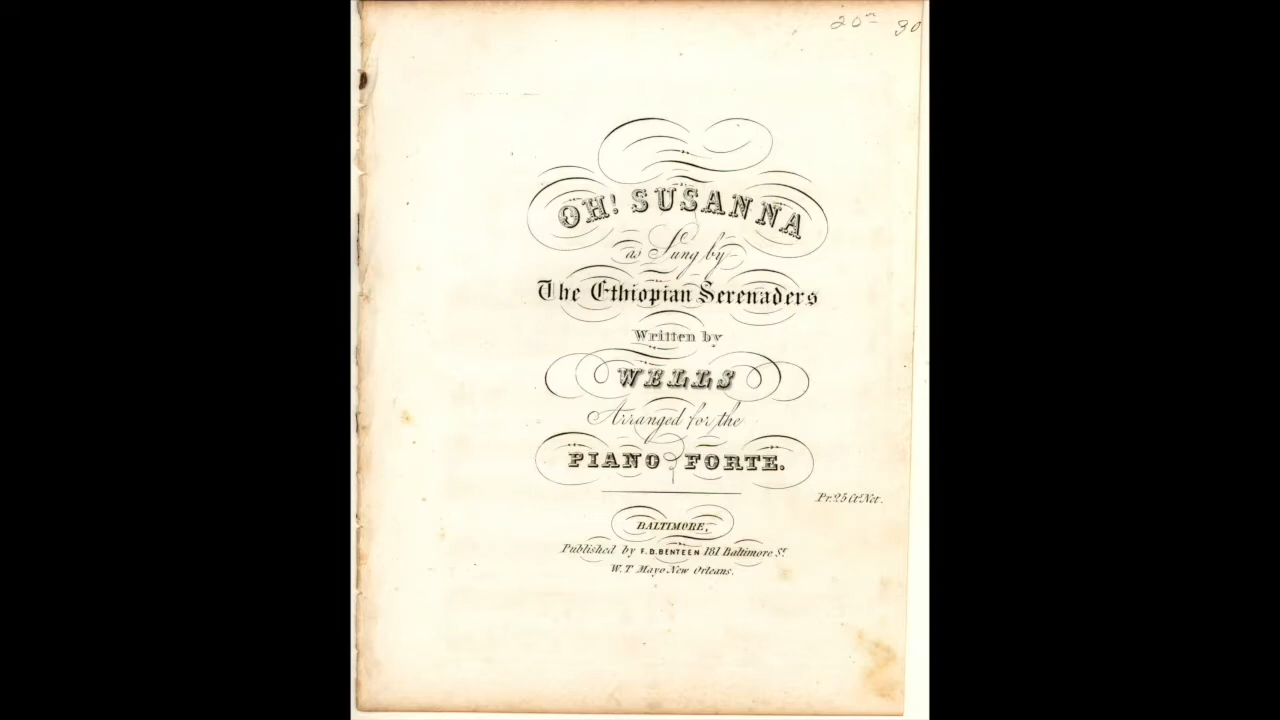 20ᵐ 30
OH! SUSANNA
as Sung by
The Ethiopian Serenaders
Written by
WELLS
Arranged for the
PIANO FORTE.
Pr. 25 Ct Net.
BALTIMORE,
Published by F. D. BENTEEN 181 Baltimore Sᵗ
W. T Mayo New Orleans.